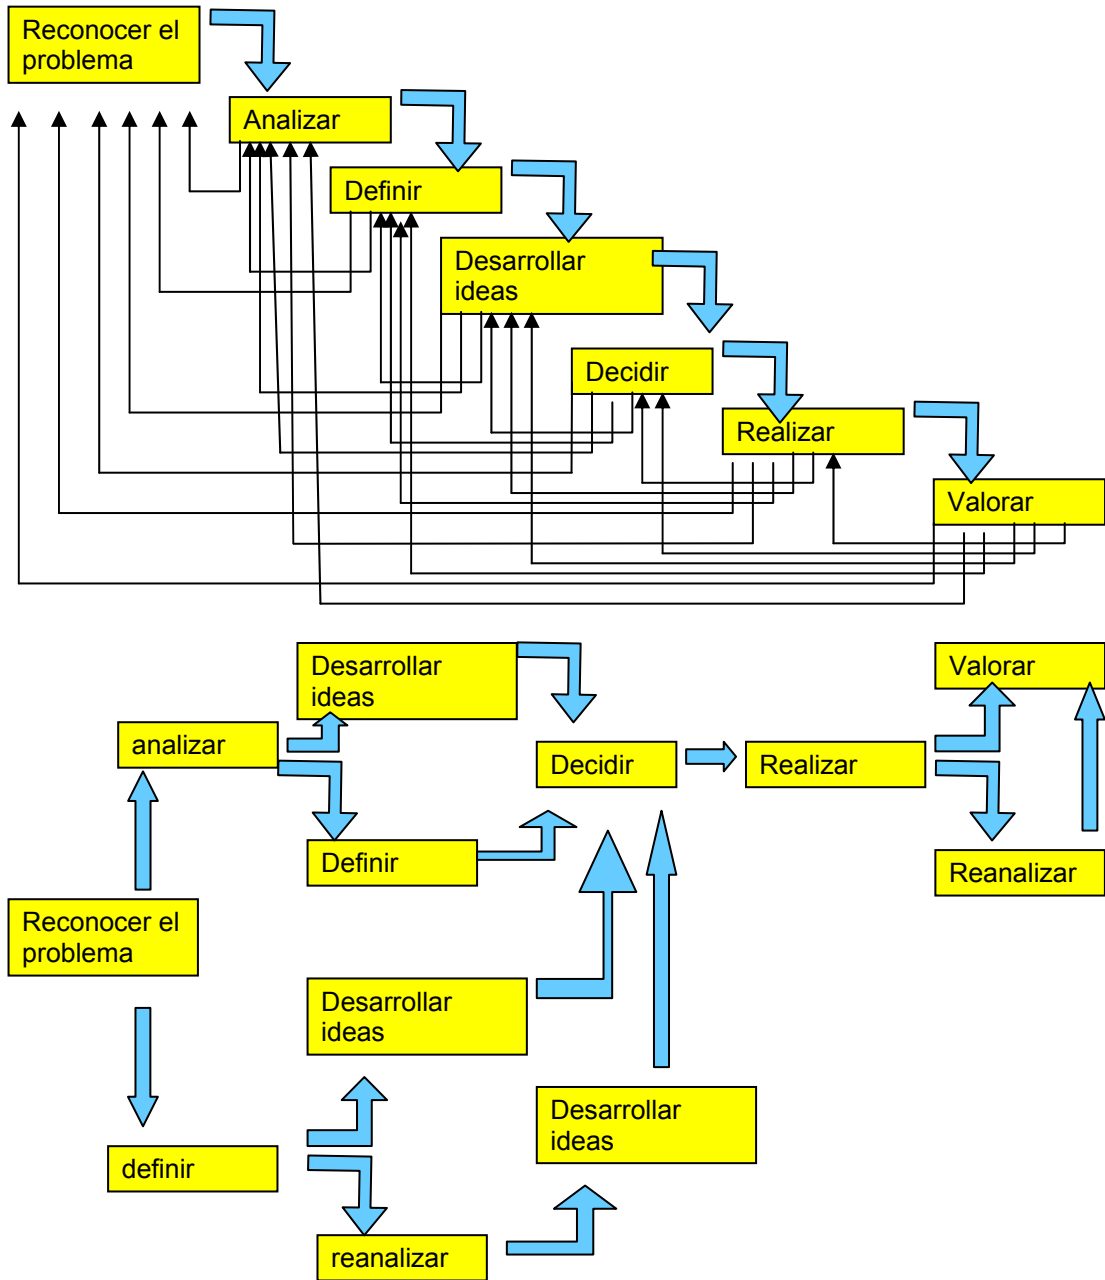 Reconocer el
problema
Analizar
Definir
Desarrollar
ideas
Decidir
Realizar
Valorar
Desarrollar
ideas
Valorar
analizar
Decidir
Realizar
Definir
Reanalizar
Reconocer el
problema
Desarrollar
ideas
Desarrollar
ideas
definir
reanalizar